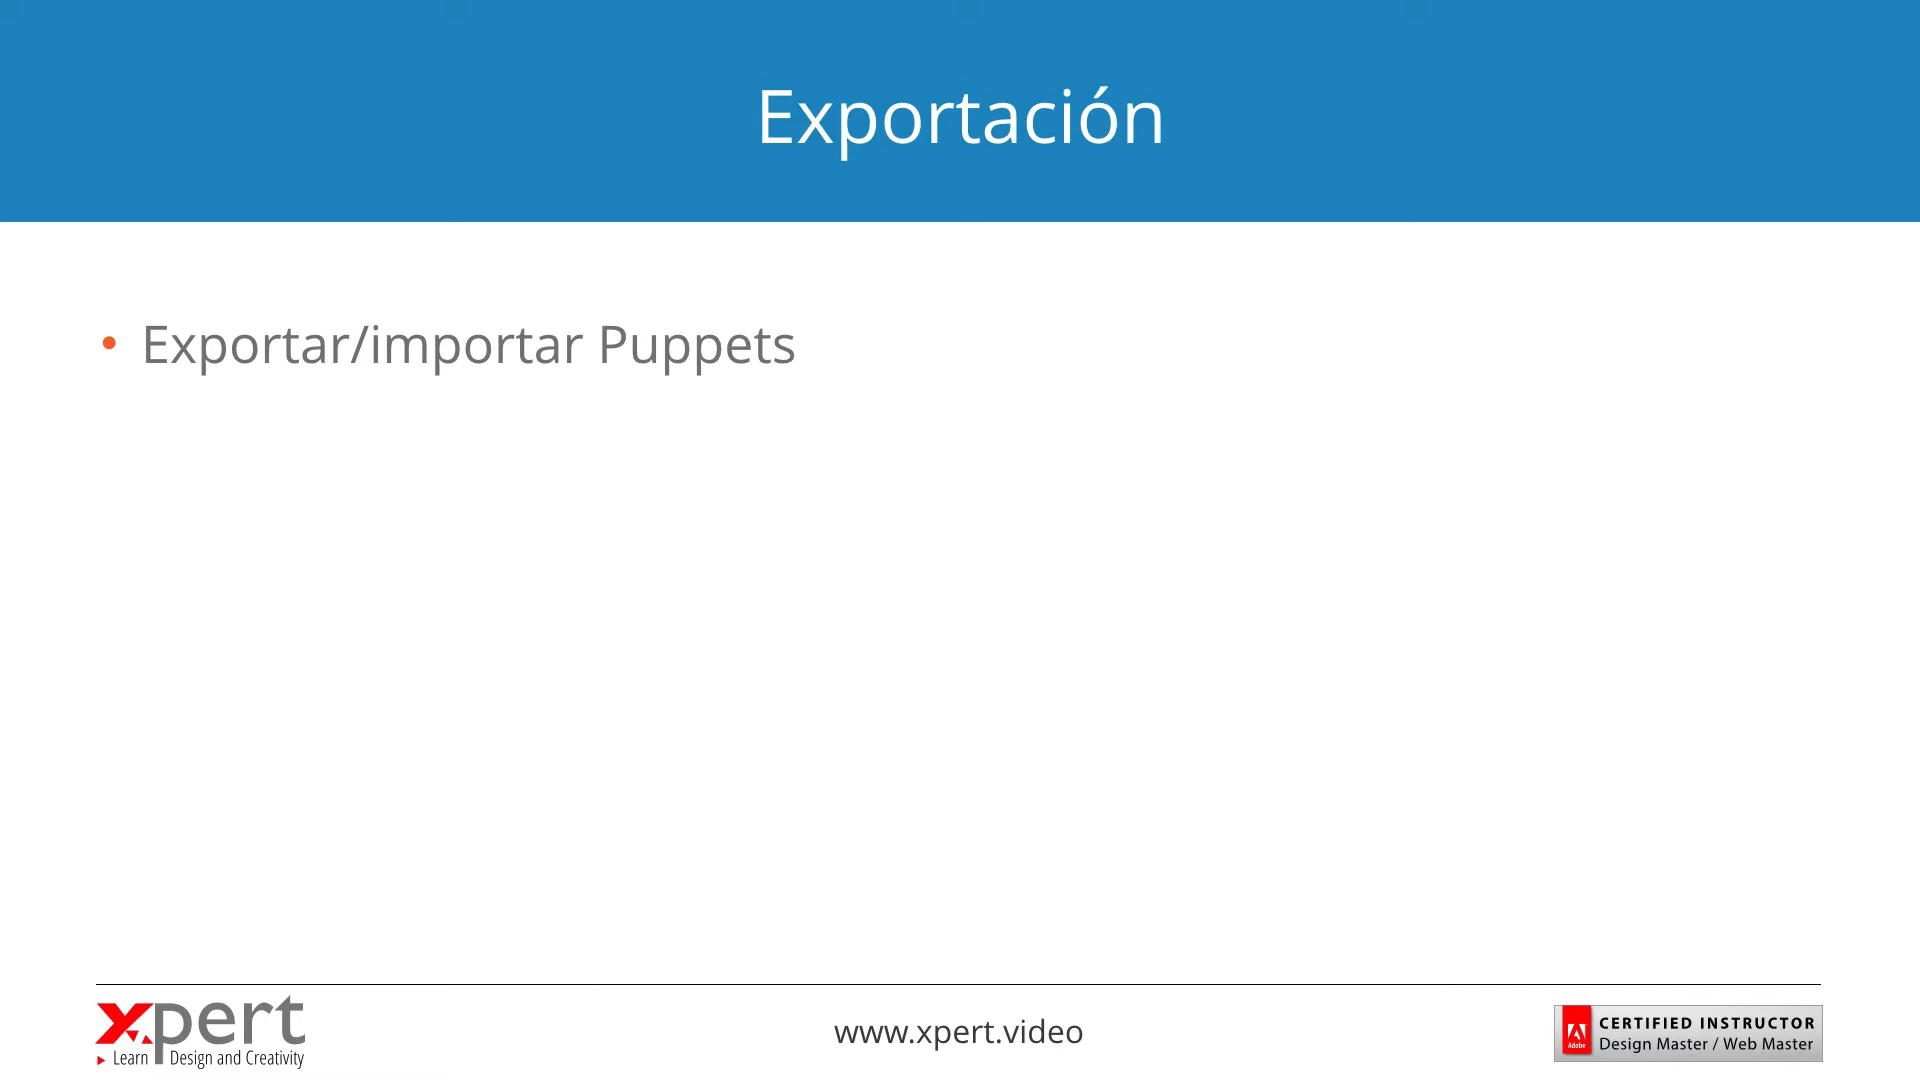 Exportación
• Exportar/importar Puppets
xpert
Learn Design and Creativity
www.xpert.video
Adobe
CERTIFIED INSTRUCTOR
Design Master / Web Master